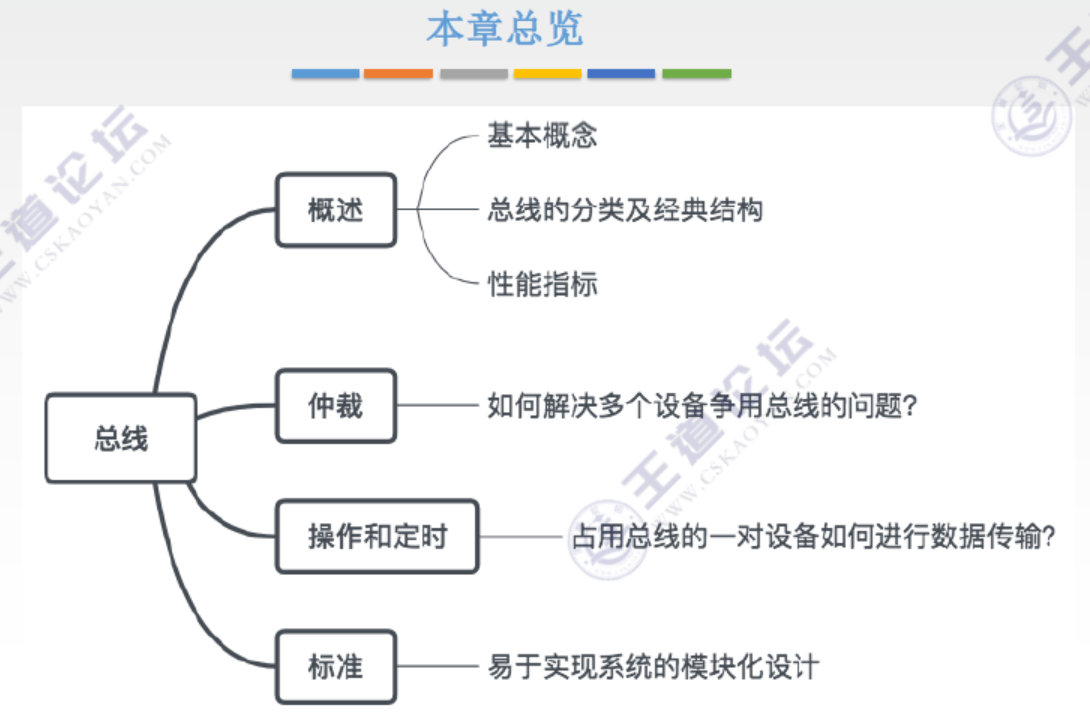 本章总览
基本概念
概述
总线的分类及经典结构
性能指标
仲裁
如何解决多个设备争用总线的问题?
总线
操作和定时
占用总线的一对设备如何进行数据传输?
标准
易于实现系统的模块化设计
王道论坛
WWW.CSKAOYAN.COM
王道论坛
WWW.CSKAOYAN.COM
王